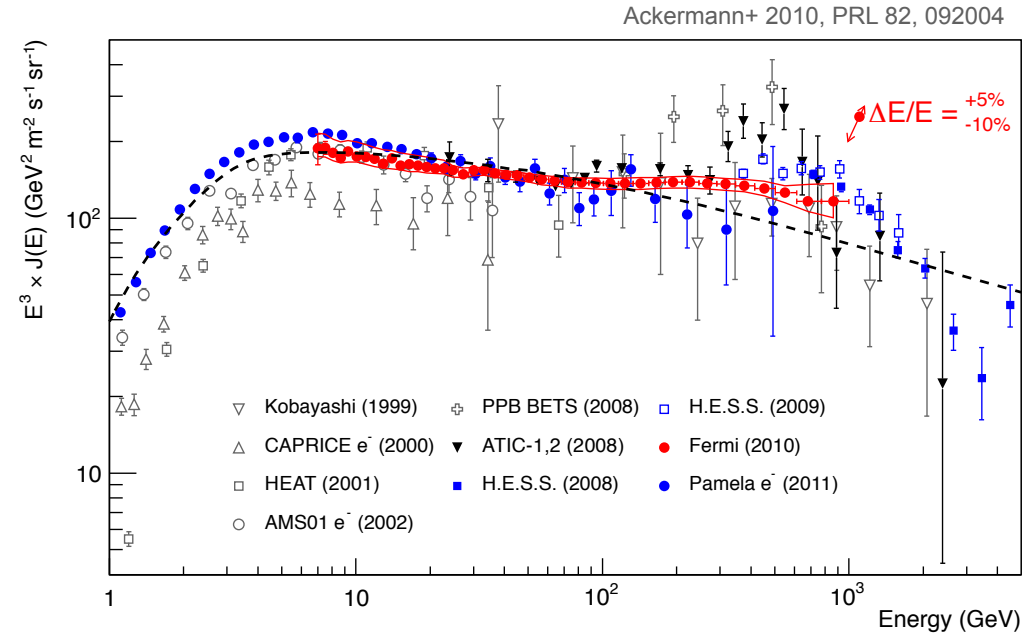 Ackermann+ 2010, PRL 82, 092004
E³ × J(E) (GeV² m⁻² s⁻¹ sr⁻¹)
10²
10
ΔE/E = +5% -10%
Kobayashi (1999)
CAPRICE e⁻ (2000)
HEAT (2001)
AMS01 e⁻ (2002)
PPB BETS (2008)
ATIC-1,2 (2008)
H.E.S.S. (2008)
H.E.S.S. (2009)
Fermi (2010)
Pamela e⁻ (2011)
1 10 10² 10³
Energy (GeV)